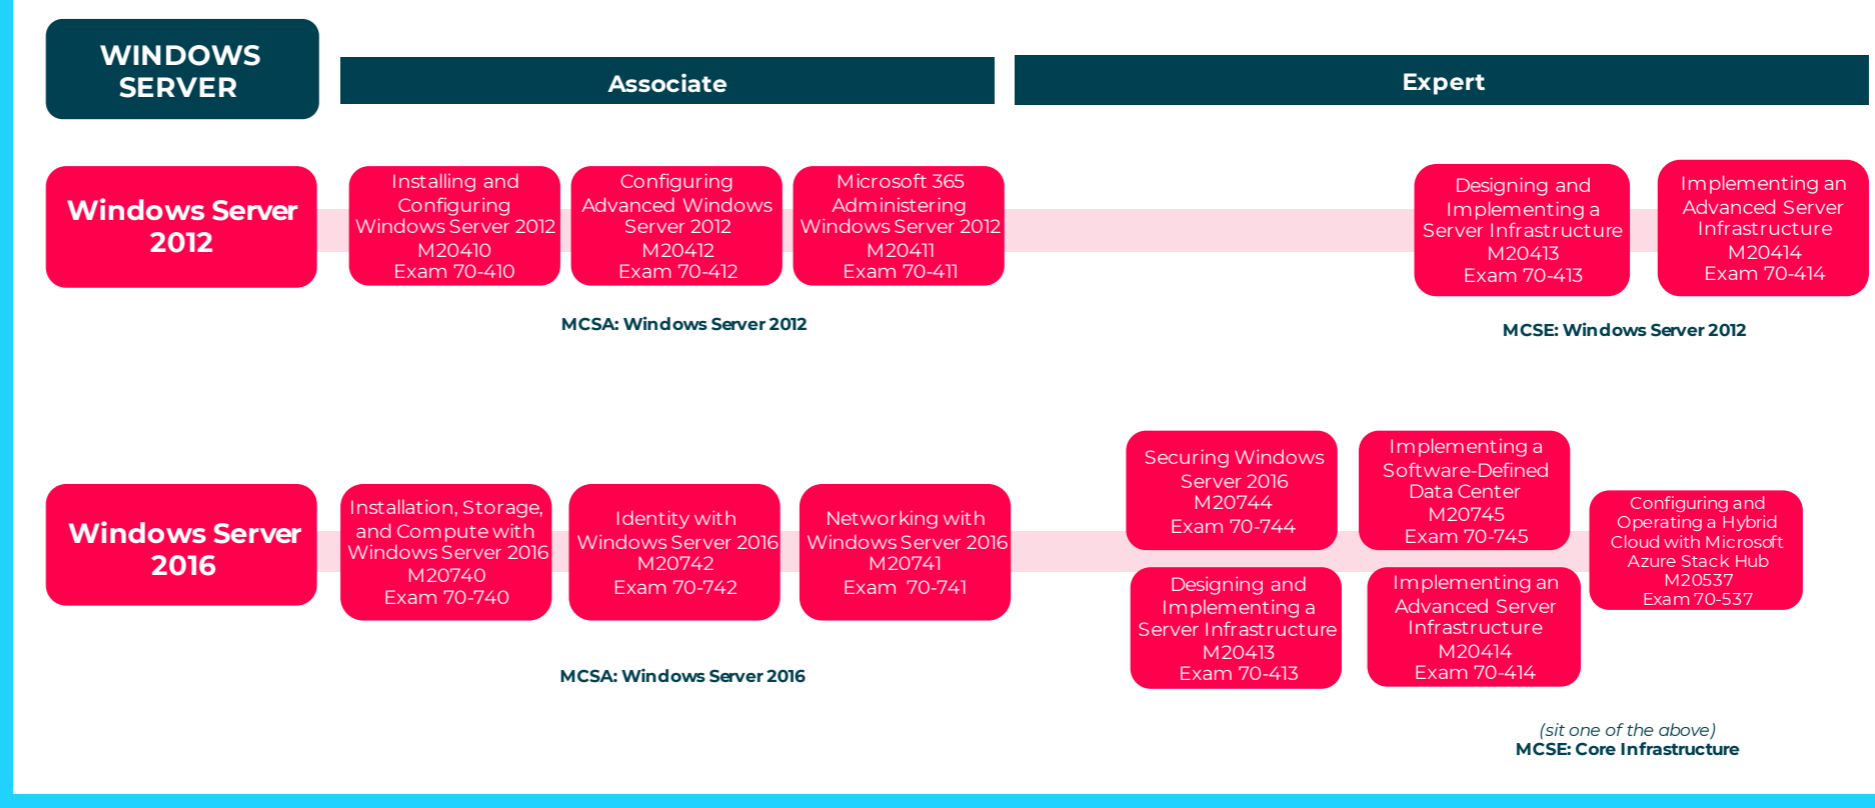 WINDOWS
SERVER
Associate
Expert
Windows Server
2012
Installing and
Configuring
Windows Server 2012
M20410
Exam 70-410
Configuring
Advanced Windows
Server 2012
M20412
Exam 70-412
Microsoft 365
Administering
Windows Server 2012
M20411
Exam 70-411
Designing and
Implementing a
Server Infrastructure
M20413
Exam 70-413
Implementing an
Advanced Server
Infrastructure
M20414
Exam 70-414
MCSA: Windows Server 2012
MCSE: Windows Server 2012
Windows Server
2016
Installation, Storage,
and Compute with
Windows Server 2016
M20740
Exam 70-740
Identity with
Windows Server 2016
M20742
Exam 70-742
Networking with
Windows Server 2016
M20741
Exam  70-741
Securing Windows
Server 2016
M20744
Exam 70-744
Implementing a
Software-Defined
Data Center
M20745
Exam 70-745
Designing and
Implementing a
Server Infrastructure
M20413
Exam 70-413
Implementing an
Advanced Server
Infrastructure
M20414
Exam 70-414
Configuring and
Operating a Hybrid
Cloud with Microsoft
Azure Stack Hub
M20537
Exam 70-537
MCSA: Windows Server 2016
(sit one of the above)
MCSE: Core Infrastructure